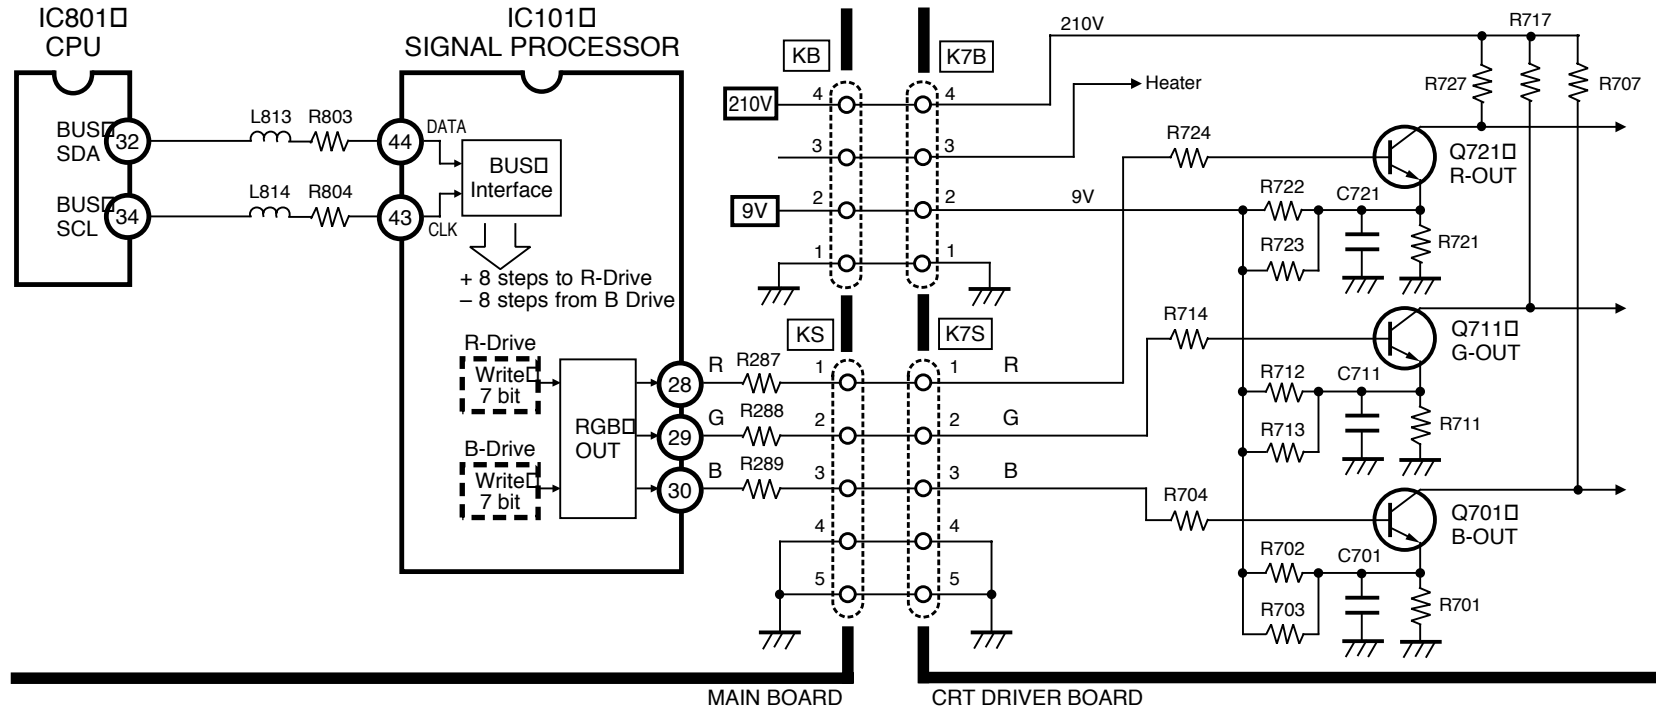 IC801□
CPU
BUS□
SDA
32
BUS□
SCL
34
L813
R803
L814
R804
IC101□
SIGNAL PROCESSOR
44
DATA
43
CLK
BUS□
Interface
+ 8 steps to R-Drive
– 8 steps from B Drive
R-Drive
Write□
7 bit
B-Drive
Write□
7 bit
RGB□
OUT
28
29
30
R
R287
G
R288
B
R289
KB
210V
4
3
9V
2
1
KS
1
2
3
4
5
K7B
4
3
2
1
K7S
1
2
3
4
5
R
G
B
210V
Heater
9V
R717
R727
R707
R724
Q721□
R-OUT
R722
C721
R723
R721
R714
Q711□
G-OUT
R712
C711
R713
R711
R704
Q701□
B-OUT
R702
C701
R703
R701
MAIN BOARD
CRT DRIVER BOARD